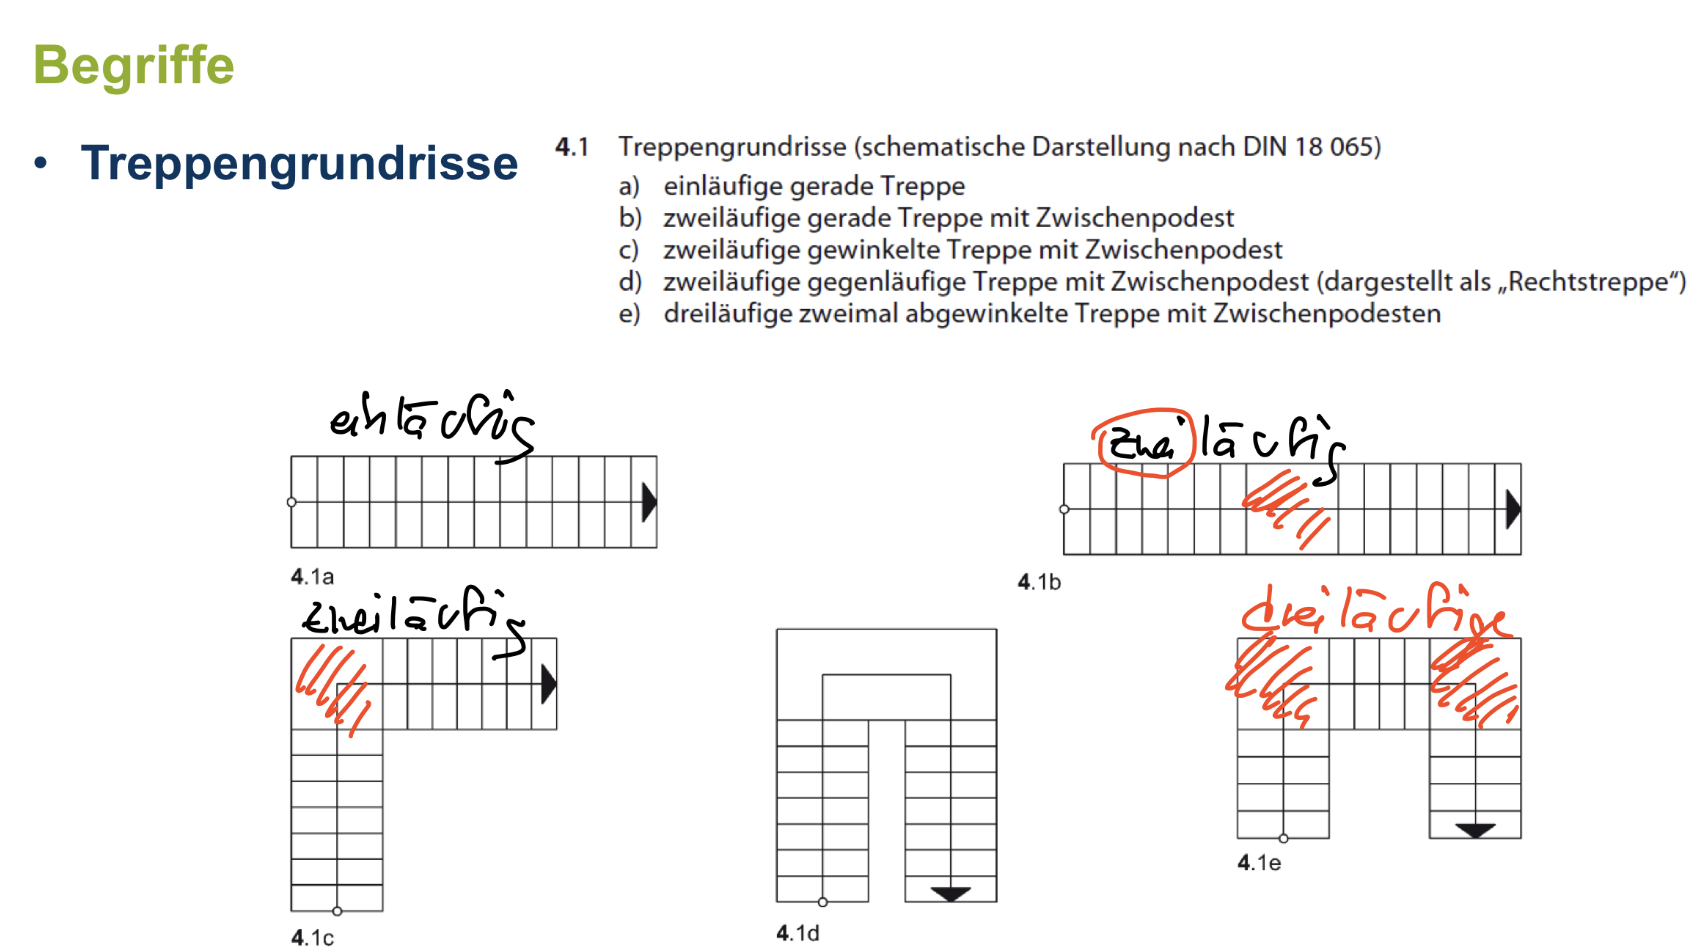 Begriffe
• Treppengrundrisse
4.1 Treppengrundrisse (schematische Darstellung nach DIN 18 065)
a) einläufige gerade Treppe
b) zweiläufige gerade Treppe mit Zwischenpodest
c) zweiläufige gewinkelte Treppe mit Zwischenpodest
d) zweiläufige gegenläufige Treppe mit Zwischenpodest (dargestellt als „Rechtstreppe“)
e) dreiläufige zweimal abgewinkelte Treppe mit Zwischenpodesten
einläufig
zweiläufig
4.1a
4.1b
zweiläufig
dreiläufige
4.1e
4.1c
4.1d